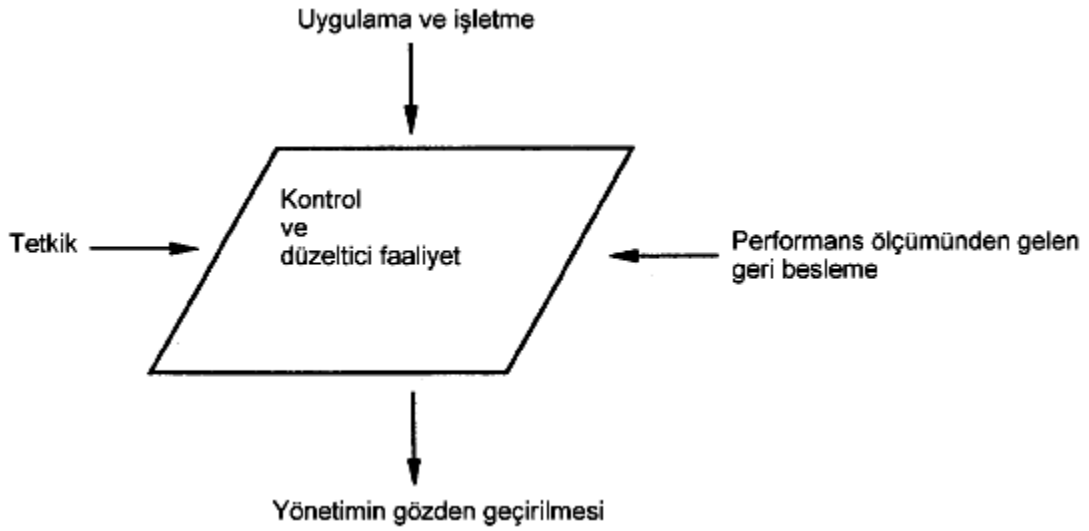 Uygulama ve işletme
Kontrol
ve
düzeltici faaliyet
Tetkik
Performans ölçümünden gelen
geri besleme
Yönetimin gözden geçirilmesi